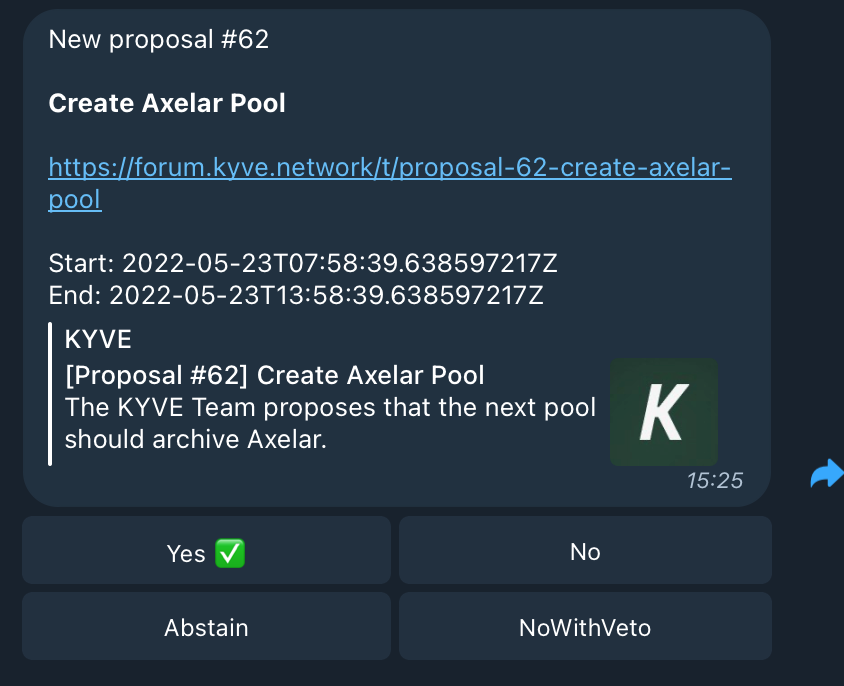 New proposal #62
Create Axelar Pool
https://forum.kyve.network/t/proposal-62-create-axelar-
pool
Start: 2022-05-23T07:58:39.638597217Z
End: 2022-05-23T13:58:39.638597217Z
KYVE
[Proposal #62] Create Axelar Pool
The KYVE Team proposes that the next pool
should archive Axelar.
K
15:25
Yes ✅
No
Abstain
NoWithVeto